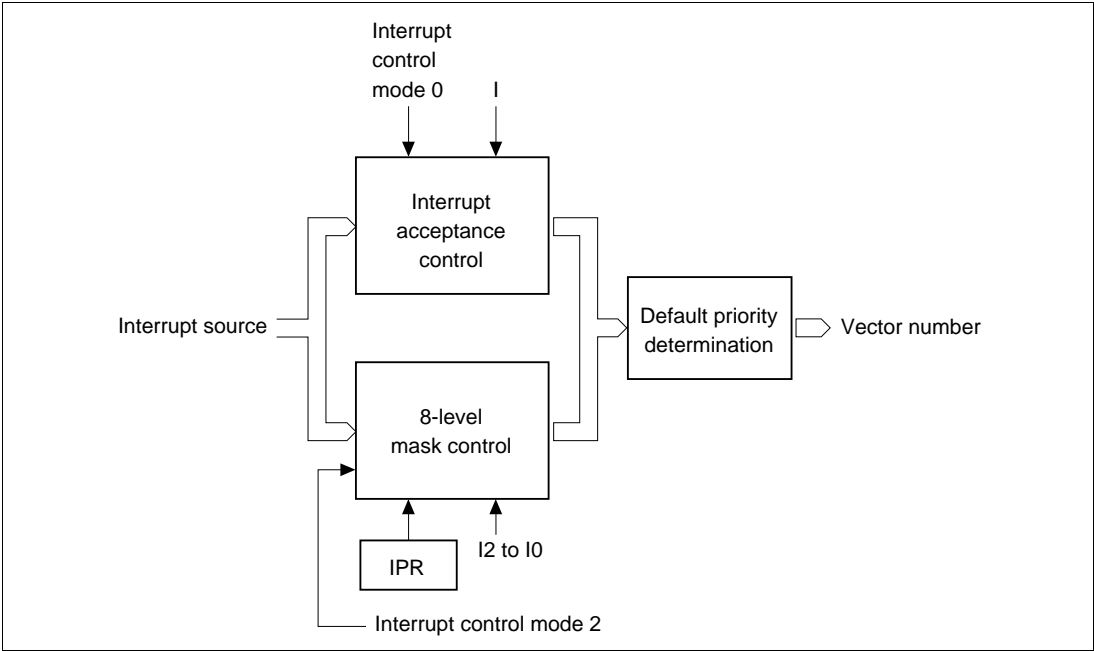 Interrupt
control
mode 0
I
Interrupt
acceptance
control
Interrupt source
Default priority
determination
Vector number
8-level
mask control
IPR
I2 to I0
Interrupt control mode 2